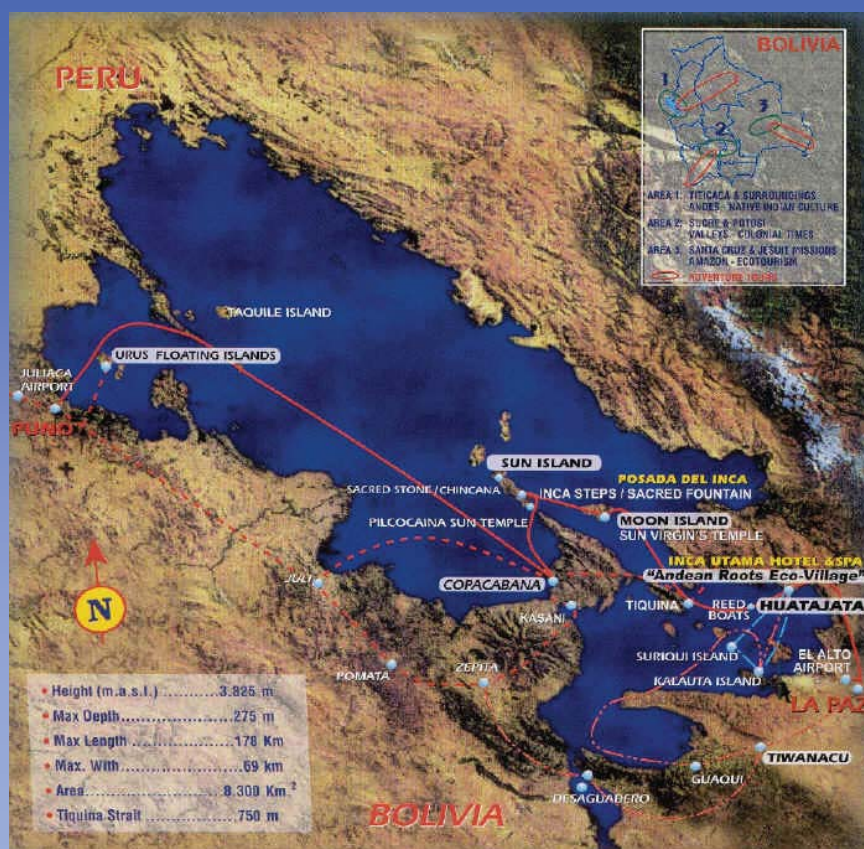 PERU
BOLIVIA
1
3
2
AREA 1: TITICACA & SURROUNDINGS
ANDES - NATIVE INDIAN CULTURE
AREA 2: SUCRE & POTOSI
VALLEYS - COLONIAL TIMES
AREA 3: SANTA CRUZ & JESUIT MISSIONS
AMAZON - ECOTOURISM
ADVENTURE TOURS
TAQUILE ISLAND
URUS FLOATING ISLANDS
JULIACA
AIRPORT
PUNO
SUN ISLAND
POSADA DEL INCA
SACRED STONE / CHINCANA
INCA STEPS / SACRED FOUNTAIN
PILCOCAINA SUN TEMPLE
MOON ISLAND
SUN VIRGIN'S TEMPLE
INCA UTAMA HOTEL & SPA
"Andean Roots Eco-Village"
JULI
COPACABANA
KASANI
TIQUINA
REED
BOATS
HUATAJATA
SURIQUI ISLAND
EL ALTO
AIRPORT
KALAUTA ISLAND
LA PAZ
N
POMATA
ZEPITA
TIWANACU
GUAQUI
DESAGUADERO
BOLIVIA
• Height (m.a.s.l.) ...........3.825 m
• Max Depth.....................275 m
• Max Length ....................178 Km
• Max. With.......................69 km
• Area..........................8.300 Km.²
• Tiquina Strait .................750 m